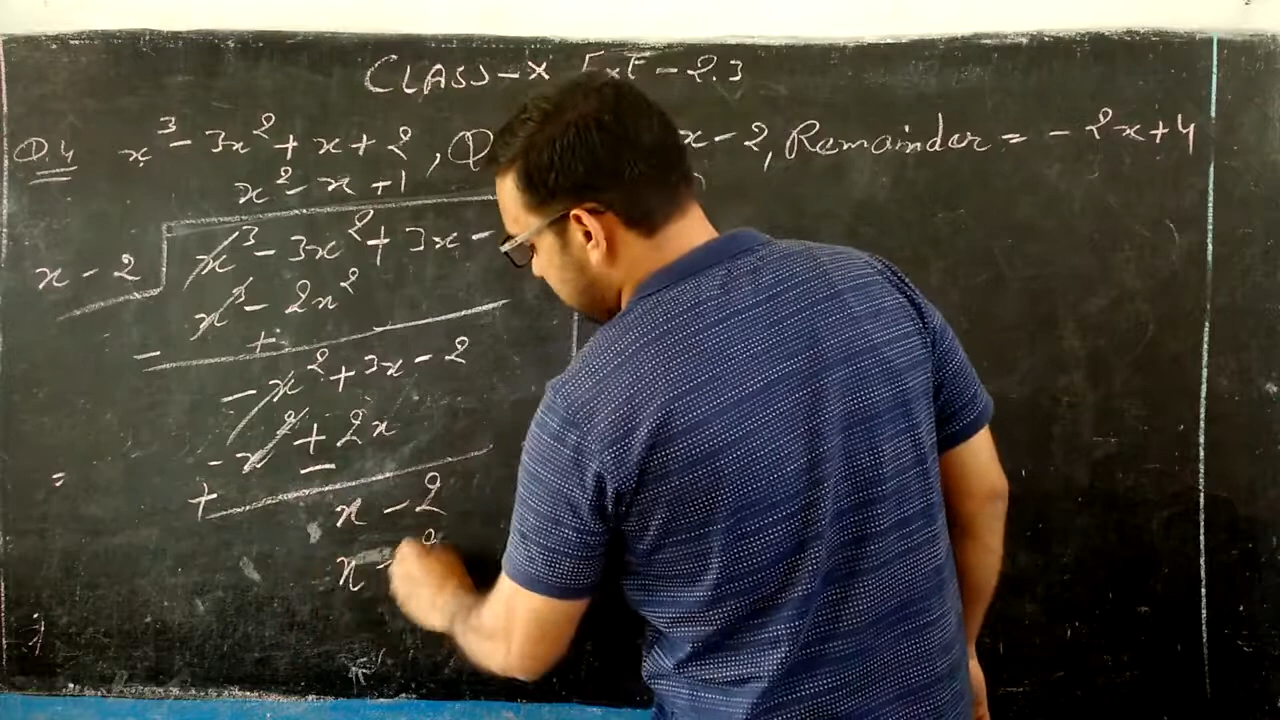 CLASS-X ExE-2.3
Q.4 x³-3x²+x+2, Q x-2, Remainder = -2x+4
x²-x+1
x-2 x³-3x²+3x-
x³-2x²
- +
-x²+3x-2
-x²+2x
+ -
x-2
x-